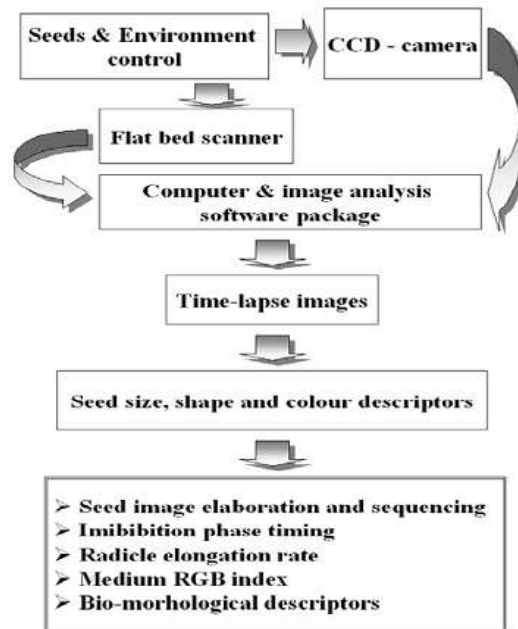 Seeds & Environment
control
CCD - camera
Flat bed scanner
Computer & image analysis
software package
Time-lapse images
Seed size, shape and colour descriptors
➢ Seed image elaboration and sequencing
➢ Imibibition phase timing
➢ Radicle elongation rate
➢ Medium RGB index
➢ Bio-morhological descriptors